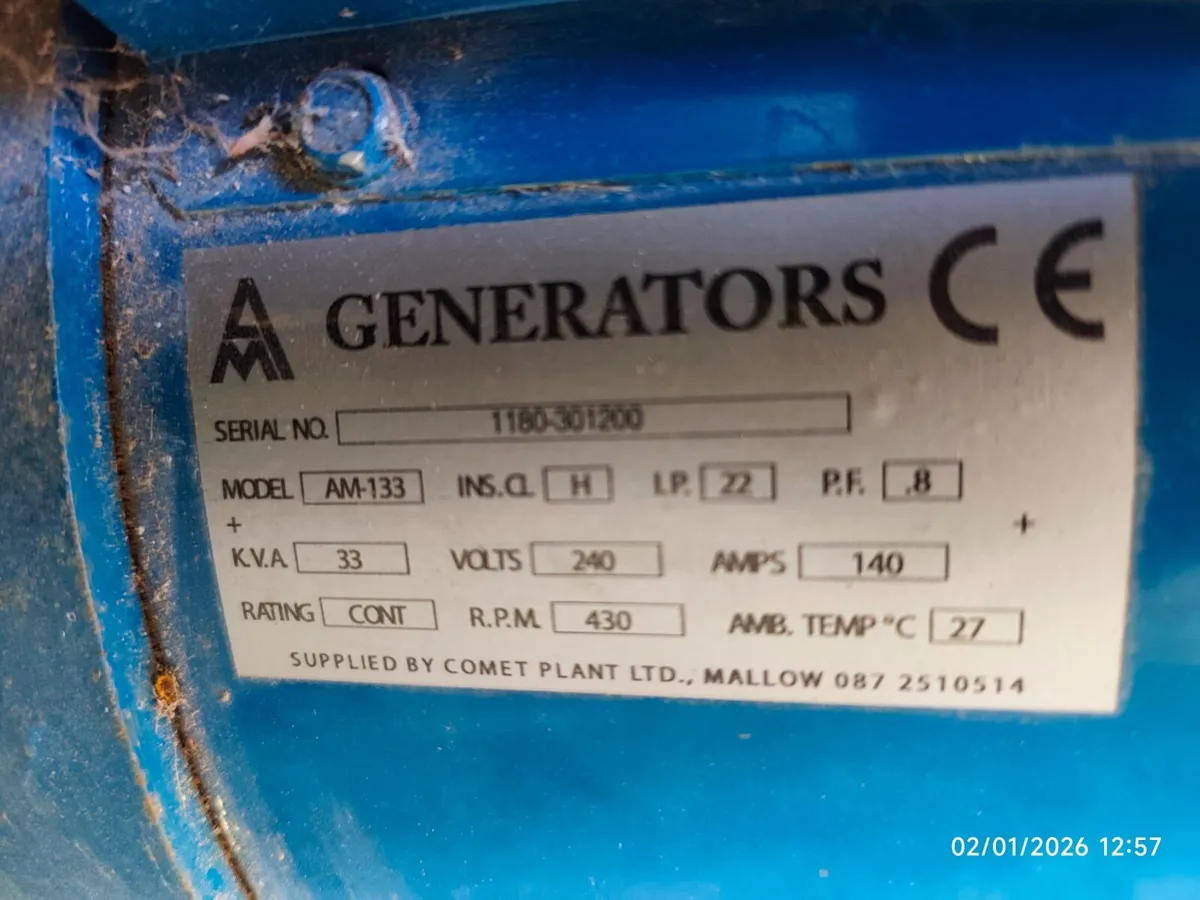 AM GENERATORS CE
SERIAL NO. 1180-301200
MODEL AM-133 INS.CL H I.P. 22 P.F. .8
+ +
K.V.A 33 VOLTS 240 AMPS 140
RATING CONT R.P.M. 430 AMB. TEMP °C 27
SUPPLIED BY COMET PLANT LTD., MALLOW 087 2510514
02/01/2026 12:57